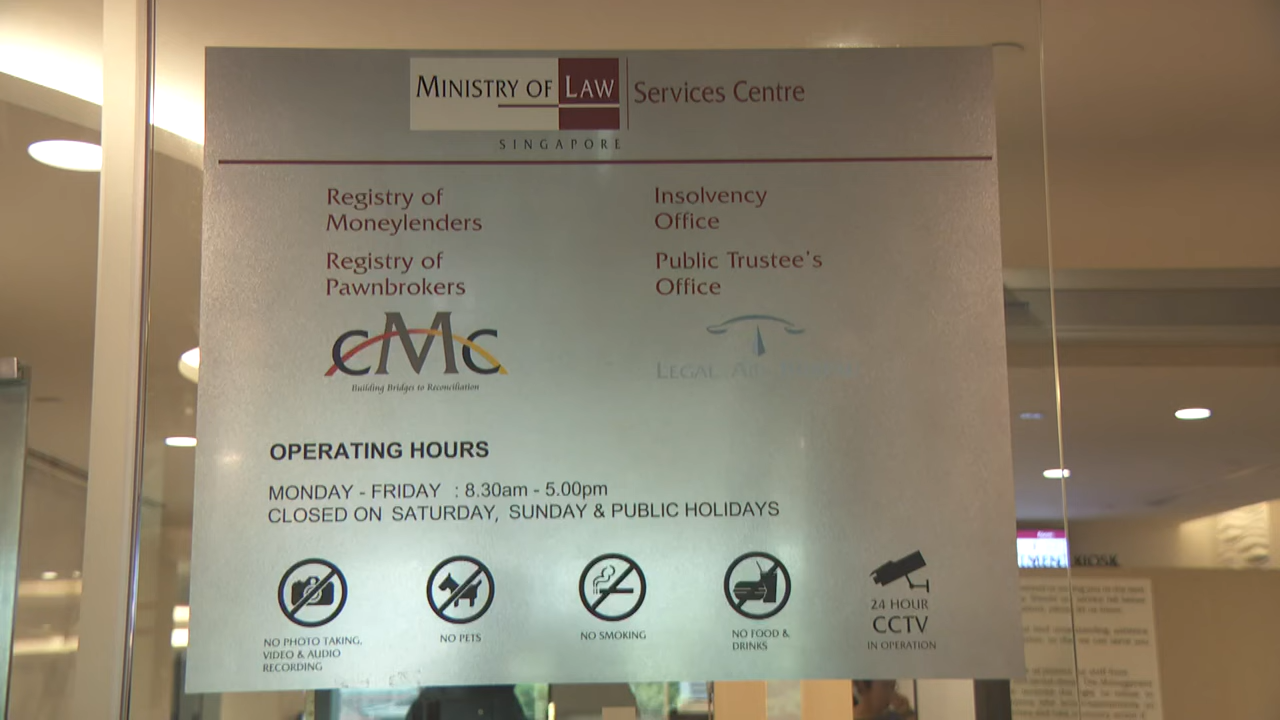 MINISTRY OF LAW Services Centre
SINGAPORE
Registry of
Moneylenders
Insolvency
Office
Registry of
Pawnbrokers
Public Trustee's
Office
CMC
Building Bridges to Reconciliation
LEGAL
OPERATING HOURS
MONDAY - FRIDAY : 8.30am - 5.00pm
CLOSED ON SATURDAY, SUNDAY & PUBLIC HOLIDAYS
NO PHOTO TAKING,
VIDEO & AUDIO
RECORDING
NO PETS
NO SMOKING
NO FOOD &
DRINKS
24 HOUR
CCTV
IN OPERATION
KIOSK